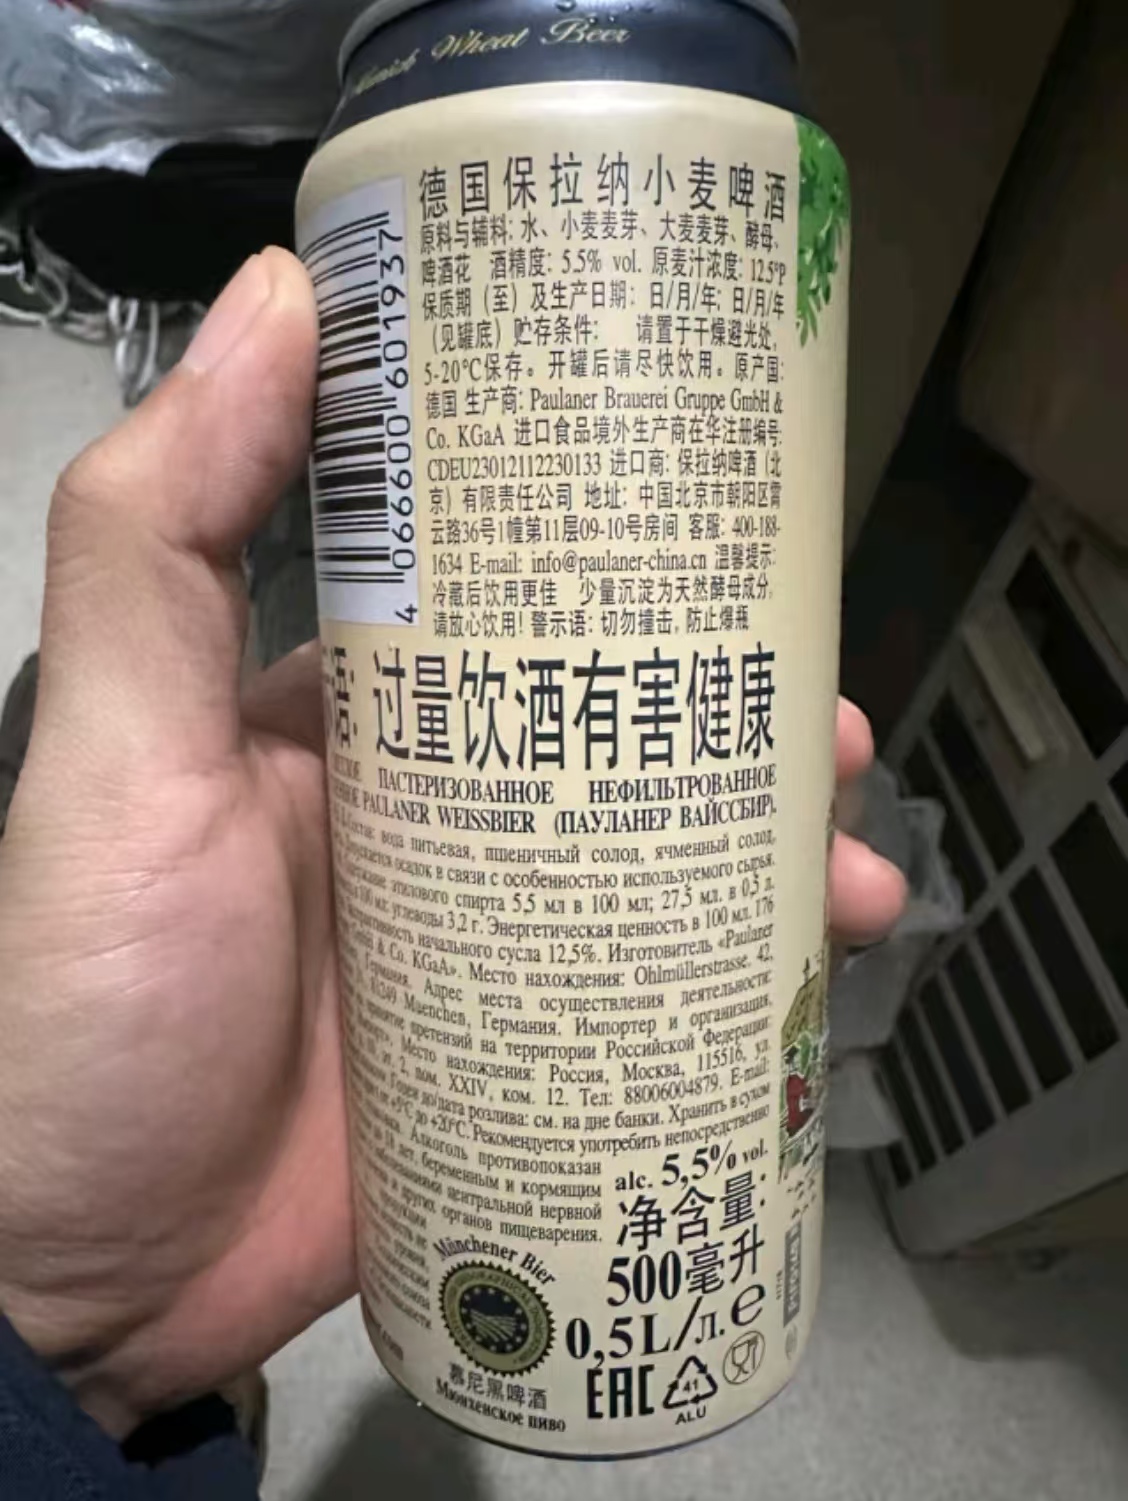 Munich Wheat Beer
德国保拉纳小麦啤酒
原料与辅料: 水、小麦麦芽、大麦麦芽、酵母、
啤酒花 酒精度: 5.5% vol. 原麦汁浓度: 12.5°P
保质期(至)及生产日期: 日/月/年; 日/月/年
(见罐底) 贮存条件: 请置于干燥避光处,
5-20℃保存。开罐后请尽快饮用。原产国:
德国 生产商: Paulaner Brauerei Gruppe GmbH &
Co. KGaA 进口食品境外生产商在华注册编号:
CDEU23012112230133 进口商: 保拉纳啤酒 (北
京) 有限责任公司 地址: 中国北京市朝阳区霄
云路36号1幢第11层09-10号房间 客服: 400-188-
1634 E-mail: info@paulaner-china.cn 温馨提示:
冷藏后饮用更佳 少量沉淀为天然酵母成分,
请放心饮用! 警示语: 切勿撞击, 防止爆瓶
4 066600 601937
语: 过量饮酒有害健康
ПАСТЕРИЗОВАННОЕ НЕФИЛЬТРОВАННОЕ
PAULANER WEISSBIER (ПАУЛАНЕР ВАЙССБИР).
Состав: вода питьевая, пшеничный солод, ячменный солод,
Допускается осадок в связи с особенностью используемого сырья.
этилового спирта 5,5 мл в 100 мл; 27,5 мл. в 0,5 л.
100 мл: углеводы 3,2 г. Энергетическая ценность в 100 мл. 176
начального сусла 12,5%. Изготовитель «Paulaner
& Co. KGaA». Место нахождения: Ohlmüllerstrasse. 42,
Германия. Адрес места осуществления деятельности:
81249 Muenchen, Германия. Импортер и организация,
принятие претензий на территории Российской Федерации:
Место нахождения: Россия, Москва, 115516, ул.
2, пом. XXIV, ком. 12. Тел: 88006004879. E-mail:
дата розлива: см. на дне банки. Хранить в сухом
от +5°C до +20°C. Рекомендуется употребить непосредственно
Алкоголь противопоказан
до 18 лет, беременным и кормящим
заболеваниями центральной нервной
и других органов пищеварения.
alc. 5,5% vol.
净含量:
500毫升
0,5L/л. e
Münchener Bier
慕尼黑啤酒
Мюнхенское пиво
EAC
41
ALU